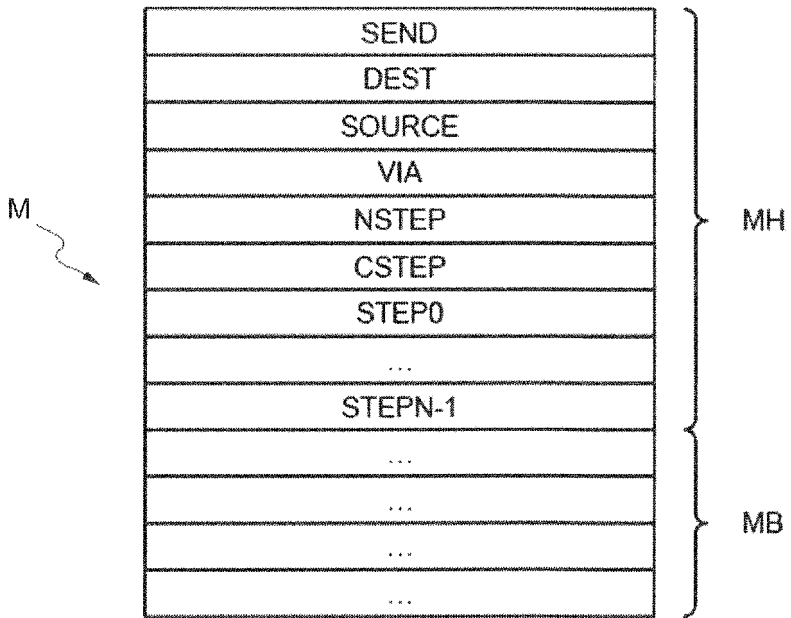 SEND
DEST
SOURCE
VIA
M
NSTEP
MH
CSTEP
STEP0
...
STEPN-1
...
...
MB
...
...